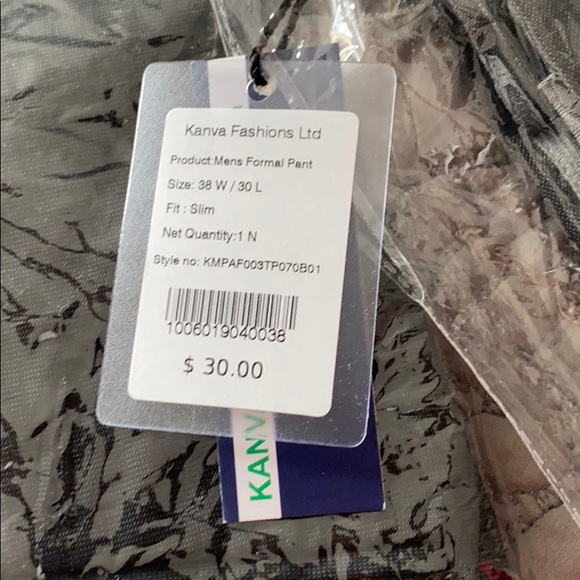 Kanva Fashions Ltd
Product:Mens Formal Pant
Size: 38 W / 30 L
Fit : Slim
Net Quantity:1 N
Style no: KMPAF003TP070B01
1006019040038
$ 30.00
KANVA